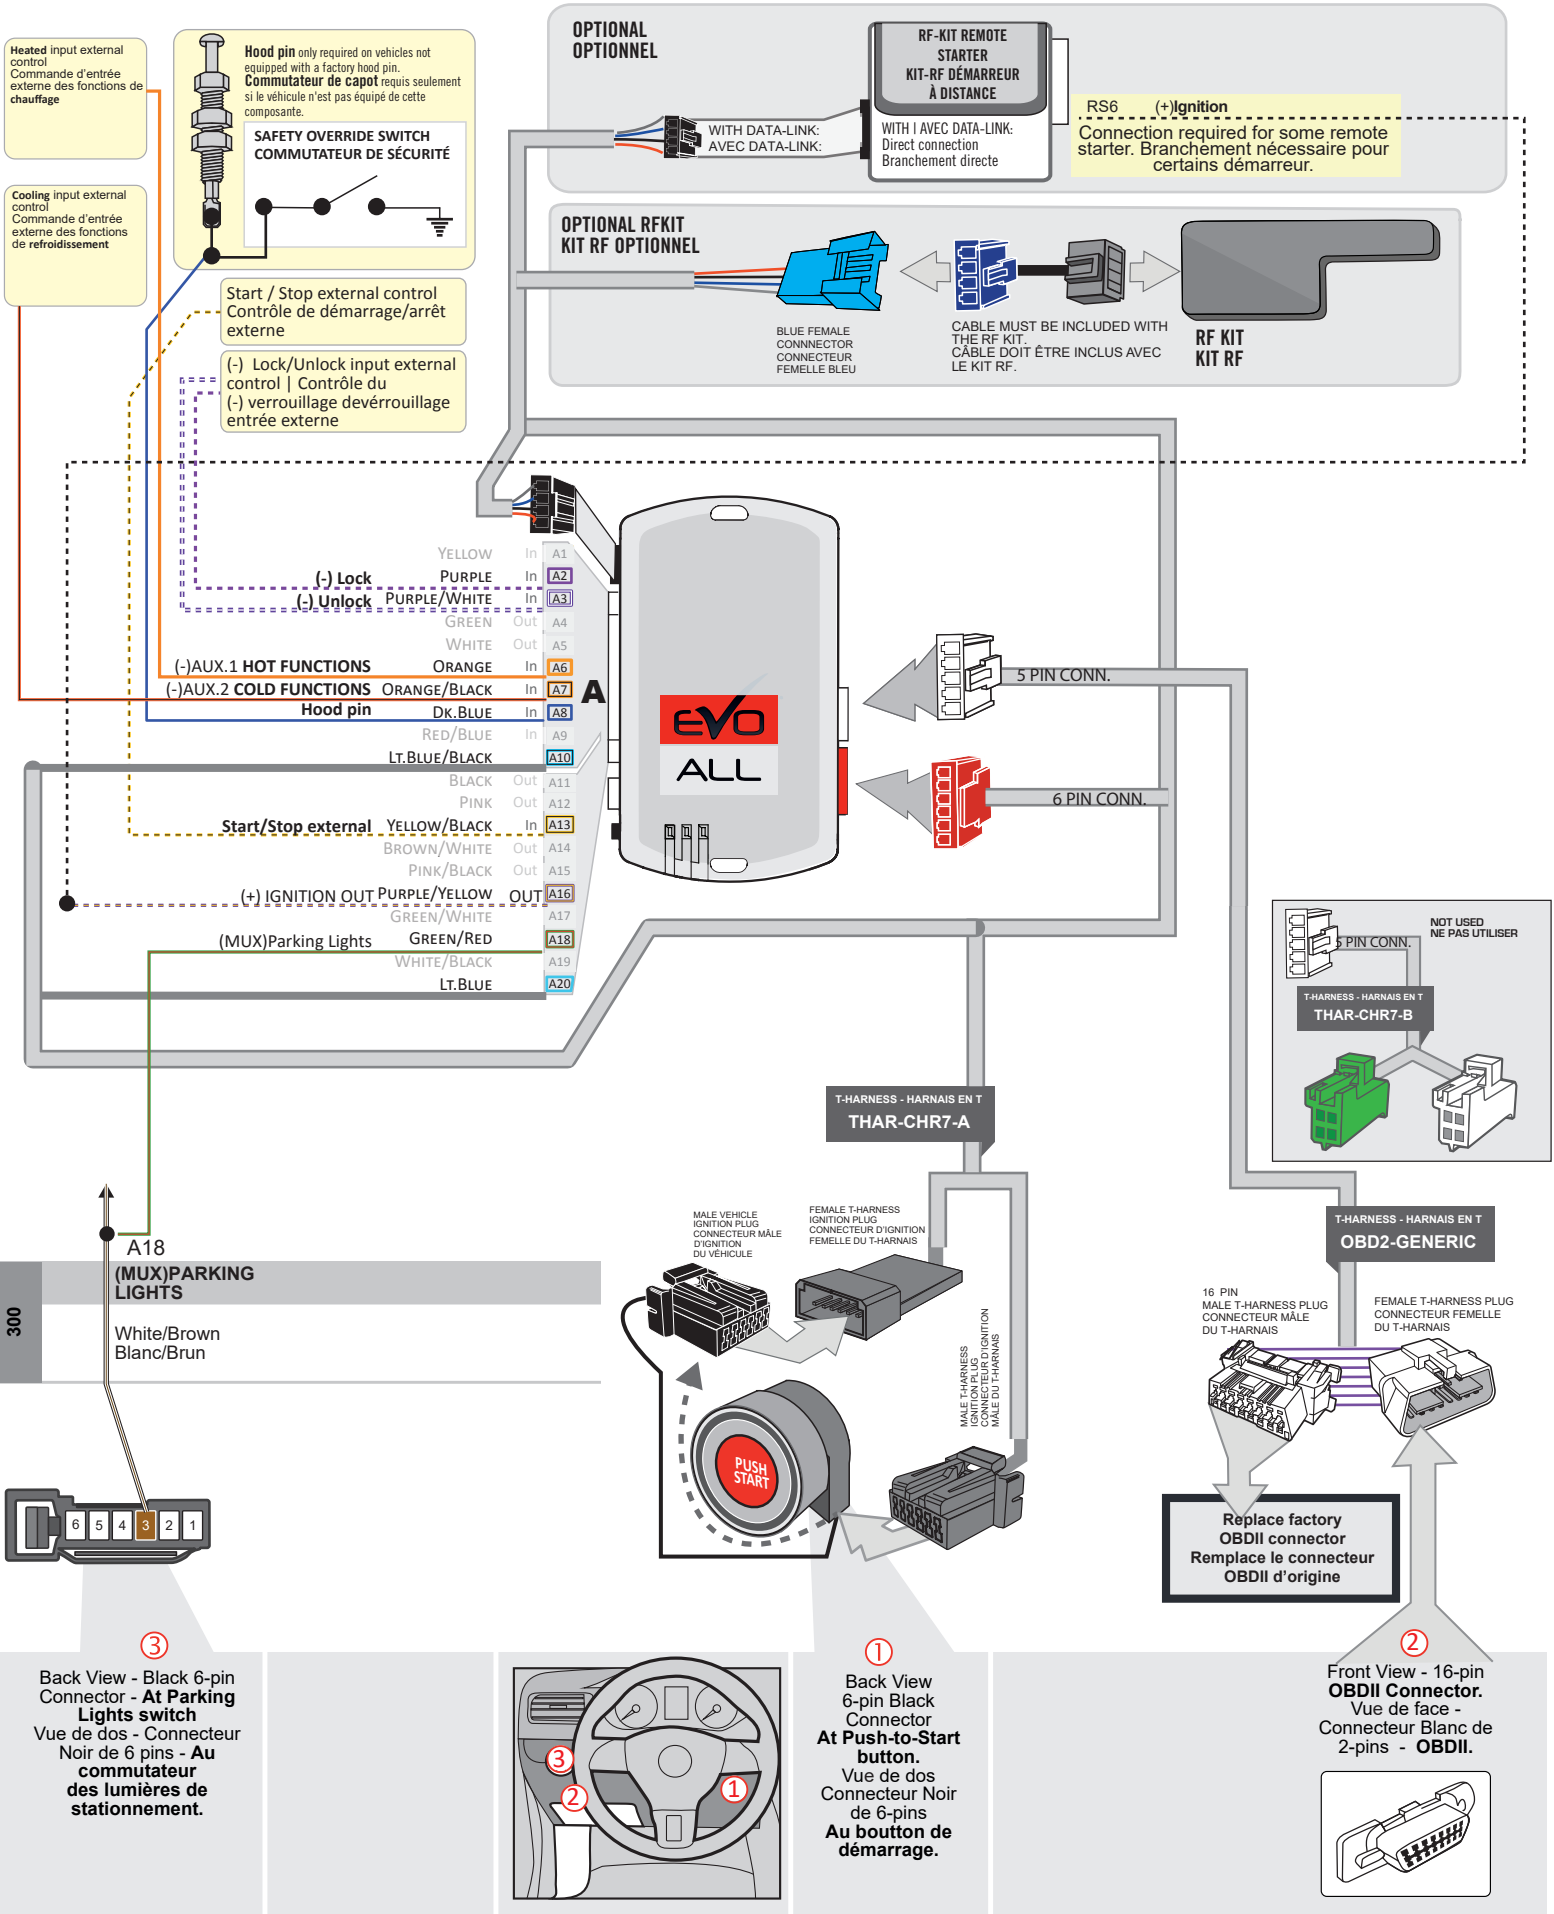 Heated input external
control
Commande d'entrée
externe des fonctions de
chauffage
Cooling input external
control
Commande d'entrée
externe des fonctions
de refroidissement
Hood pin only required on vehicles not
equipped with a factory hood pin.
Commutateur de capot requis seulement
si le véhicule n'est pas équipé de cette
composante.
SAFETY OVERRIDE SWITCH
COMMUTATEUR DE SÉCURITÉ
Start / Stop external control
Contrôle de démarrage/arrêt
externe
(-) Lock/Unlock input external
control | Contrôle du
(-) verrouillage devérrouillage
entrée externe
OPTIONAL
OPTIONNEL
RF-KIT REMOTE
STARTER
KIT-RF DÉMARREUR
À DISTANCE
WITH DATA-LINK:
AVEC DATA-LINK:
WITH I AVEC DATA-LINK:
Direct connection
Branchement directe
RS6 (+)Ignition
Connection required for some remote
starter. Branchement nécessaire pour
certains démarreur.
OPTIONAL RFKIT
KIT RF OPTIONNEL
BLUE FEMALE
CONNNECTOR
CONNECTEUR
FEMELLE BLEU
CABLE MUST BE INCLUDED WITH
THE RF KIT.
CÂBLE DOIT ÊTRE INCLUS AVEC
LE KIT RF.
RF KIT
KIT RF
YELLOW In A1
(-) Lock PURPLE In A2
(-) Unlock PURPLE/WHITE In A3
GREEN Out A4
WHITE Out A5
(-)AUX.1 HOT FUNCTIONS ORANGE In A6
(-)AUX.2 COLD FUNCTIONS ORANGE/BLACK In A7
Hood pin DK.BLUE In A8
RED/BLUE In A9
LT.BLUE/BLACK A10
BLACK Out A11
PINK Out A12
Start/Stop external YELLOW/BLACK In A13
BROWN/WHITE Out A14
PINK/BLACK Out A15
(+) IGNITION OUT PURPLE/YELLOW OUT A16
GREEN/WHITE A17
(MUX)Parking Lights GREEN/RED A18
WHITE/BLACK A19
LT.BLUE A20
A
EVO
ALL
5 PIN CONN.
6 PIN CONN.
NOT USED
NE PAS UTILISER
5 PIN CONN.
T-HARNESS - HARNAIS EN T
THAR-CHR7-B
T-HARNESS - HARNAIS EN T
THAR-CHR7-A
T-HARNESS - HARNAIS EN T
OBD2-GENERIC
MALE VEHICLE
IGNITION PLUG
CONNECTEUR MÂLE
D'IGNITION
DU VÉHICULE
FEMALE T-HARNESS
IGNITION PLUG
CONNECTEUR D'IGNITION
FEMELLE DU T-HARNAIS
MALE T-HARNESS
IGNITION PLUG
CONNECTEUR D'IGNITION
MÂLE DU T-HARNAIS
16 PIN
MALE T-HARNESS PLUG
CONNECTEUR MÂLE
DU T-HARNAIS
FEMALE T-HARNESS PLUG
CONNECTEUR FEMELLE
DU T-HARNAIS
A18
(MUX)PARKING
LIGHTS
300
White/Brown
Blanc/Brun
6 5 4 3 2 1
PUSH
START
Replace factory
OBDII connector
Remplace le connecteur
OBDII d'origine
3
Back View - Black 6-pin
Connector - At Parking
Lights switch
Vue de dos - Connecteur
Noir de 6 pins - Au
commutateur
des lumières de
stationnement.
3
2
1
1
Back View
6-pin Black
Connector
At Push-to-Start
button.
Vue de dos
Connecteur Noir
de 6-pins
Au boutton de
démarrage.
2
Front View - 16-pin
OBDII Connector.
Vue de face -
Connecteur Blanc de
2-pins - OBDII.